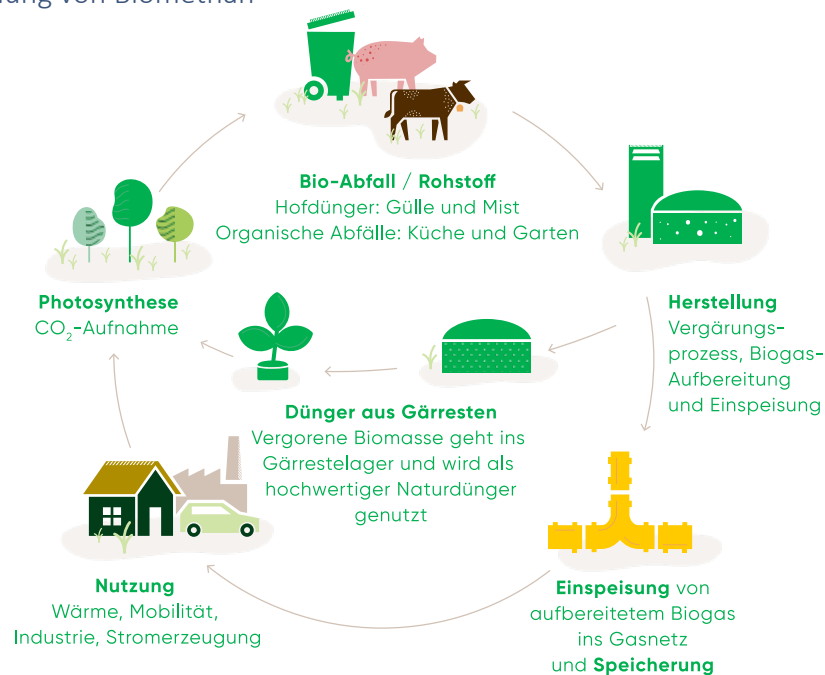 von Biomethan
Bio-Abfall / Rohstoff
Hofdünger: Gülle und Mist
Organische Abfälle: Küche und Garten
Photosynthese
CO₂-Aufnahme
Herstellung
Vergärungs-
prozess, Biogas-
Aufbereitung
und Einspeisung
Dünger aus Gärresten
Vergorene Biomasse geht ins
Gärrestelager und wird als
hochwertiger Naturdünger
genutzt
Nutzung
Wärme, Mobilität,
Industrie, Stromerzeugung
Einspeisung von
aufbereitetem Biogas
ins Gasnetz
und Speicherung